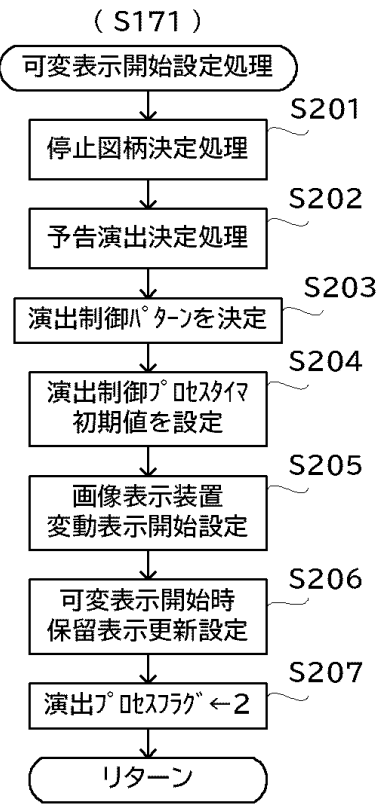 ( S171 )
可変表示開始設定処理
S201
停止図柄決定処理
S202
予告演出決定処理
S203
演出制御ﾊﾟﾀｰﾝを決定
S204
演出制御ﾌﾟﾛｾｽﾀｲﾏ
初期値を設定
S205
画像表示装置
変動表示開始設定
S206
可変表示開始時
保留表示更新設定
S207
演出ﾌﾟﾛｾｽﾌﾗｸﾞ←2
リターン